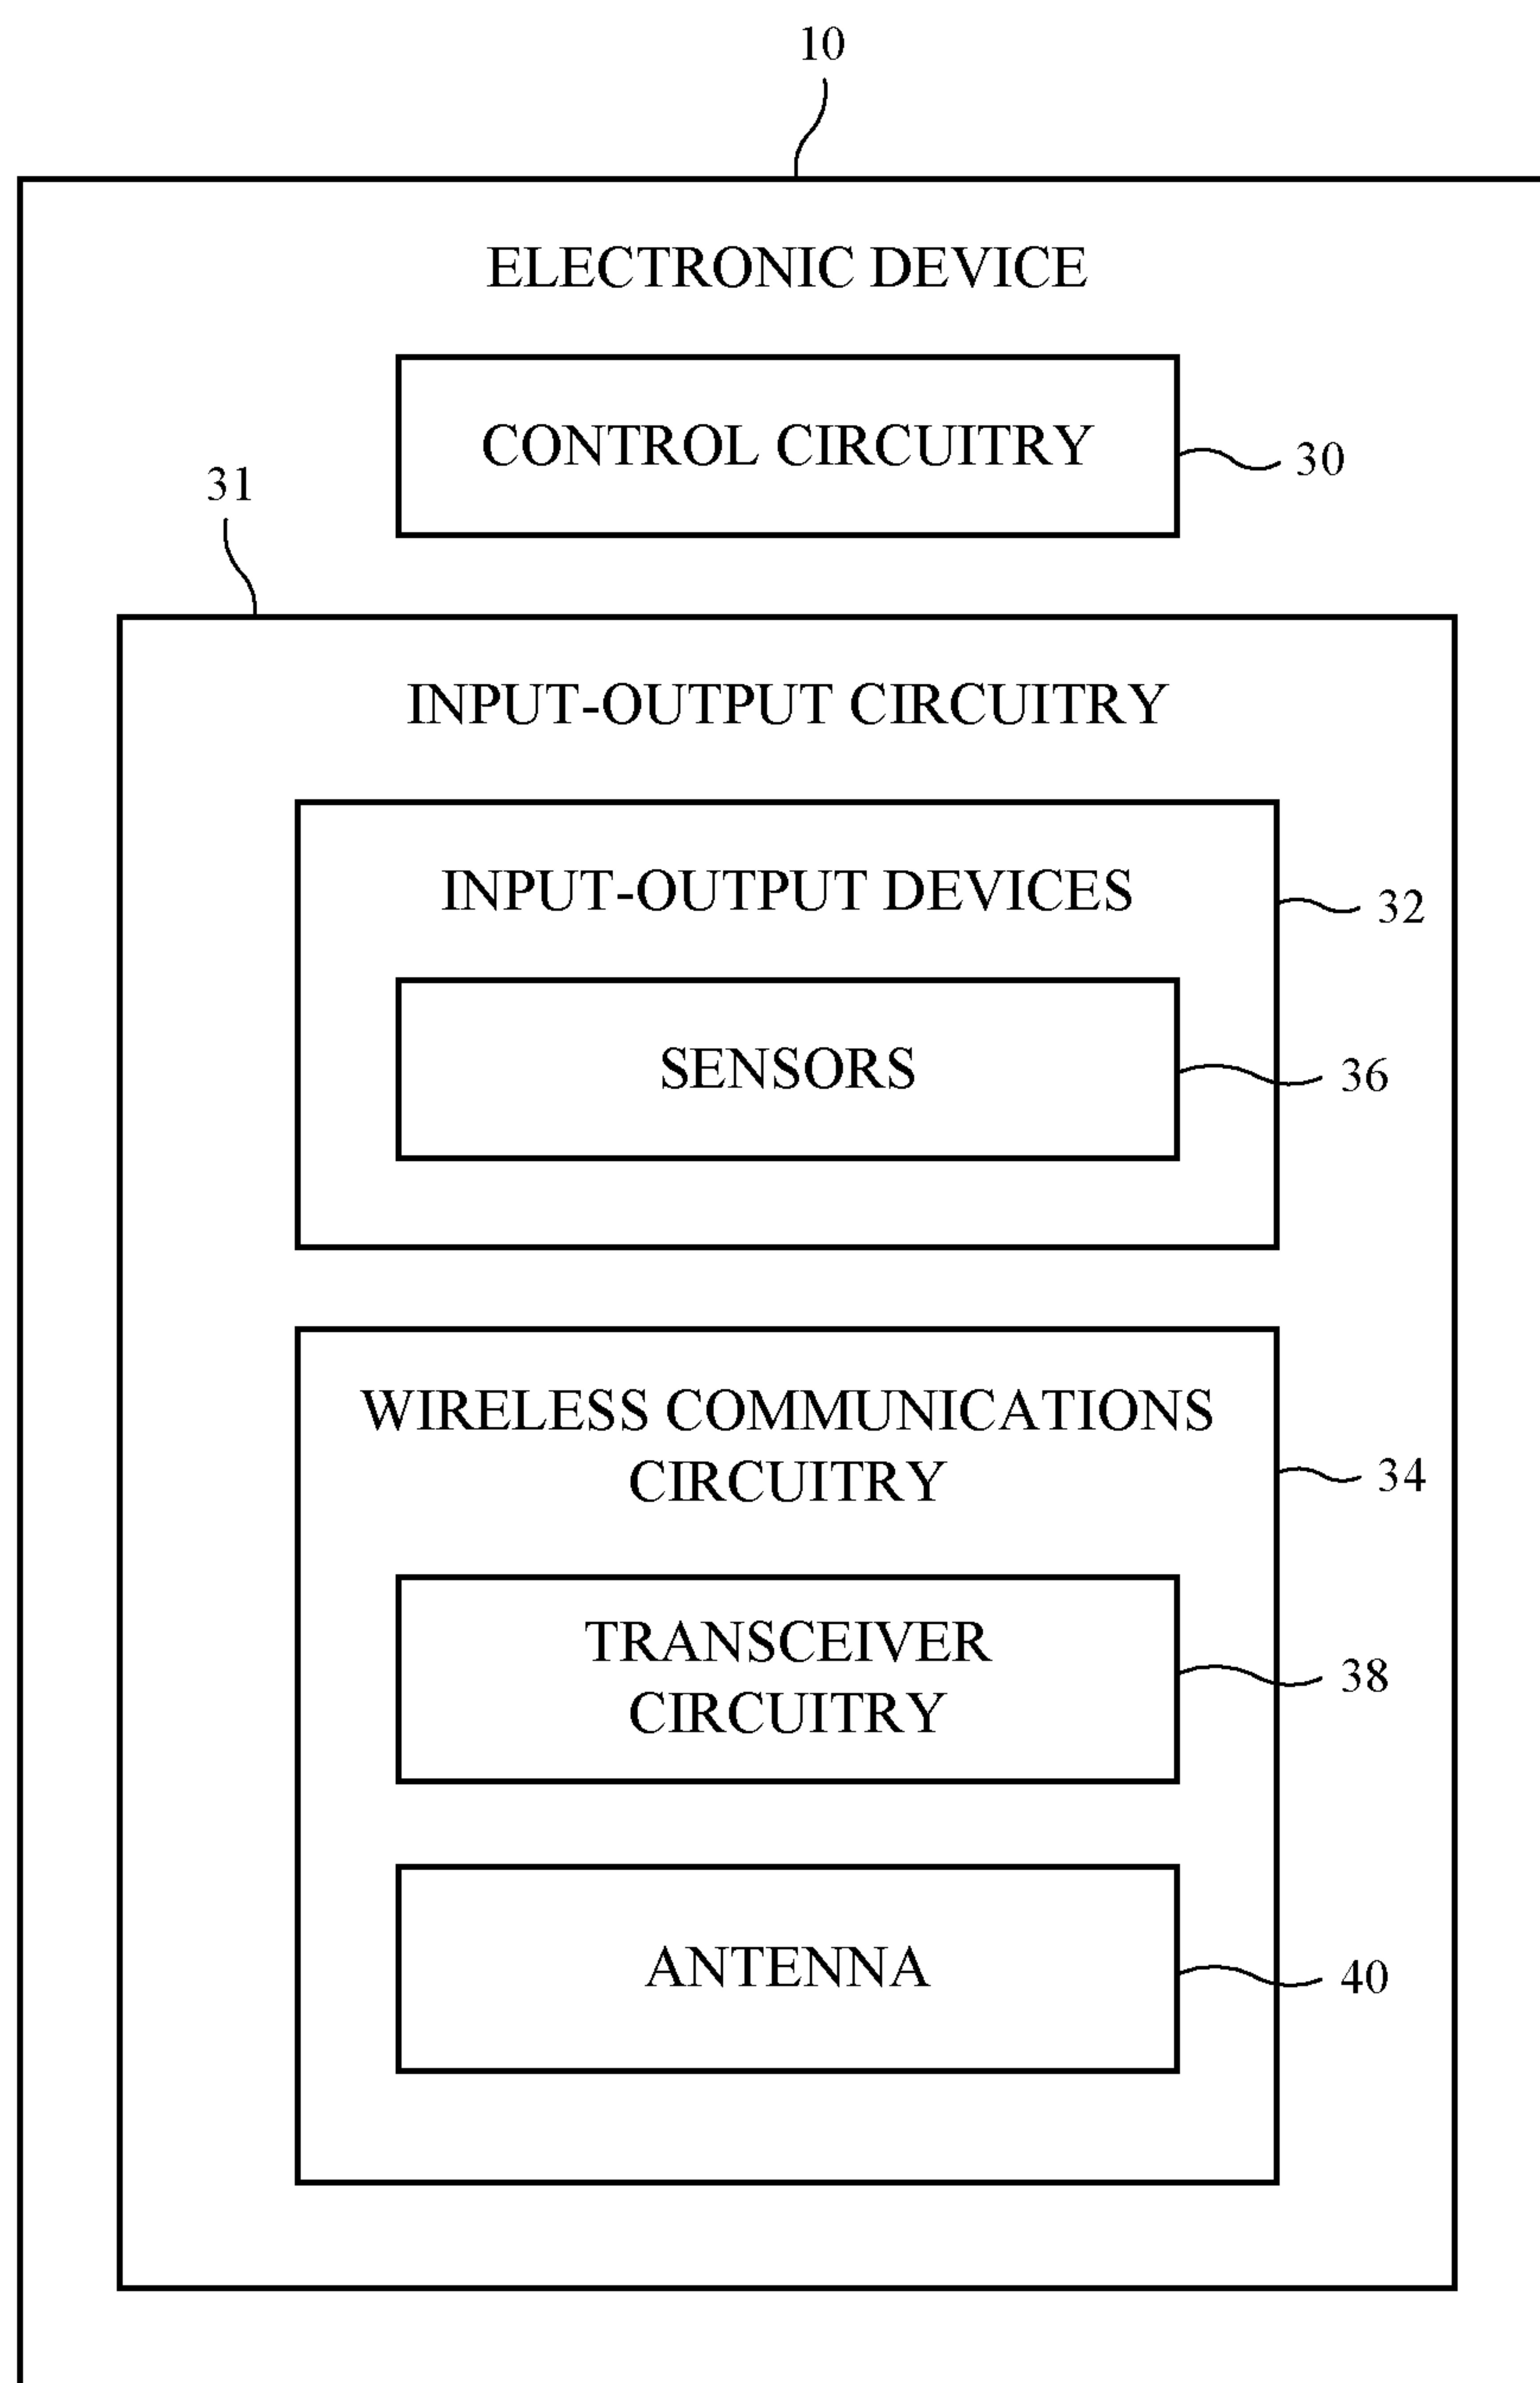 10
ELECTRONIC DEVICE
CONTROL CIRCUITRY
30
31
INPUT-OUTPUT CIRCUITRY
INPUT-OUTPUT DEVICES
32
SENSORS
36
WIRELESS COMMUNICATIONS
CIRCUITRY
34
TRANSCEIVER
CIRCUITRY
38
ANTENNA
40